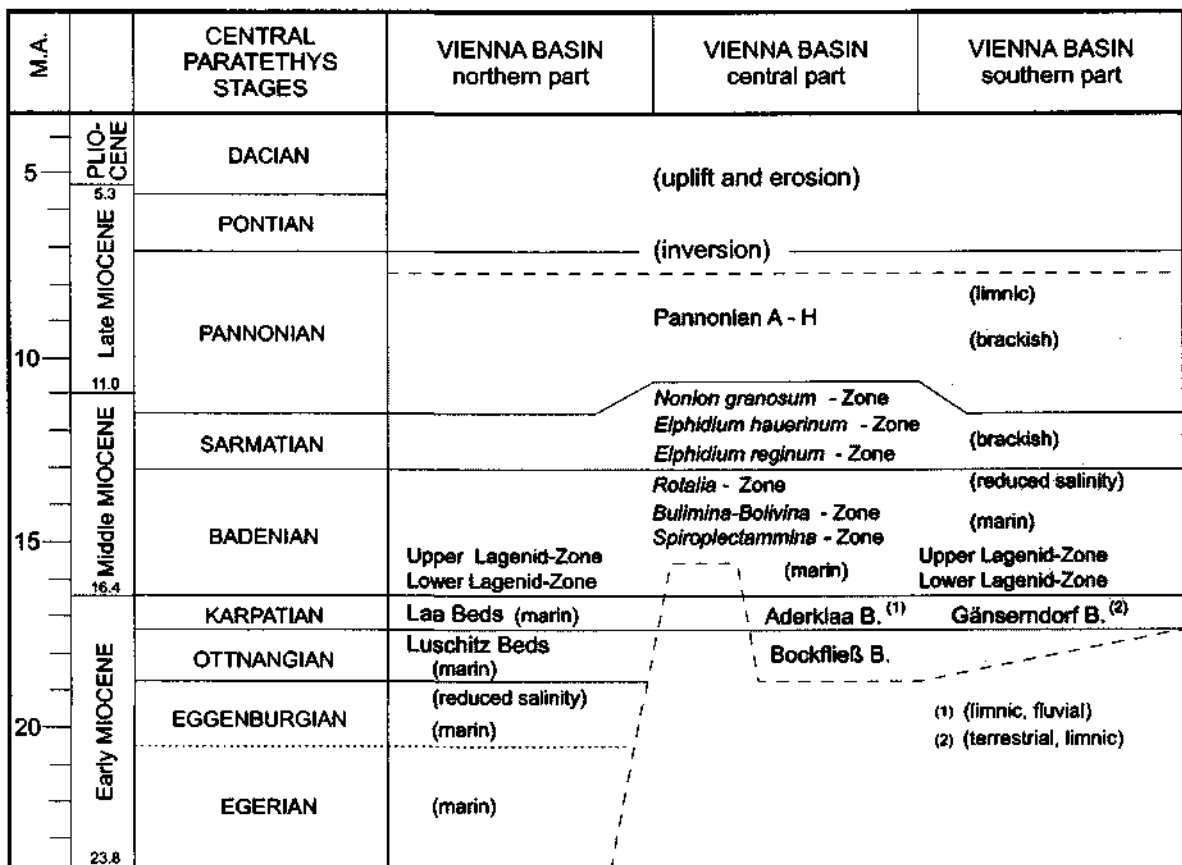 M.A.
CENTRAL
PARATETHYS
STAGES
VIENNA BASIN
northern part
VIENNA BASIN
central part
VIENNA BASIN
southern part
5
10
15
20
PLIO-
CENE
5.3
Late MIOCENE
11.0
Middle MIOCENE
16.4
Early MIOCENE
23.8
DACIAN
PONTIAN
PANNONIAN
SARMATIAN
BADENIAN
KARPATIAN
OTTNANGIAN
EGGENBURGIAN
EGERIAN
(uplift and erosion)
(inversion)
Pannonian A - H
(limnic)
(brackish)
Nonion granosum - Zone
Elphidium hauerinum - Zone
Elphidium reginum - Zone
(brackish)
Rotalia - Zone
Bulimina-Bolivina - Zone
Spiroplectammina - Zone
(marin)
(reduced salinity)
(marin)
Upper Lagenid-Zone
Lower Lagenid-Zone
Upper Lagenid-Zone
Lower Lagenid-Zone
Laa Beds (marin)
Aderklaa B. (1)
Gänserndorf B. (2)
Luschitz Beds
(marin)
Bockfließ B.
(reduced salinity)
(marin)
(marin)
(1) (limnic, fluvial)
(2) (terrestrial, limnic)